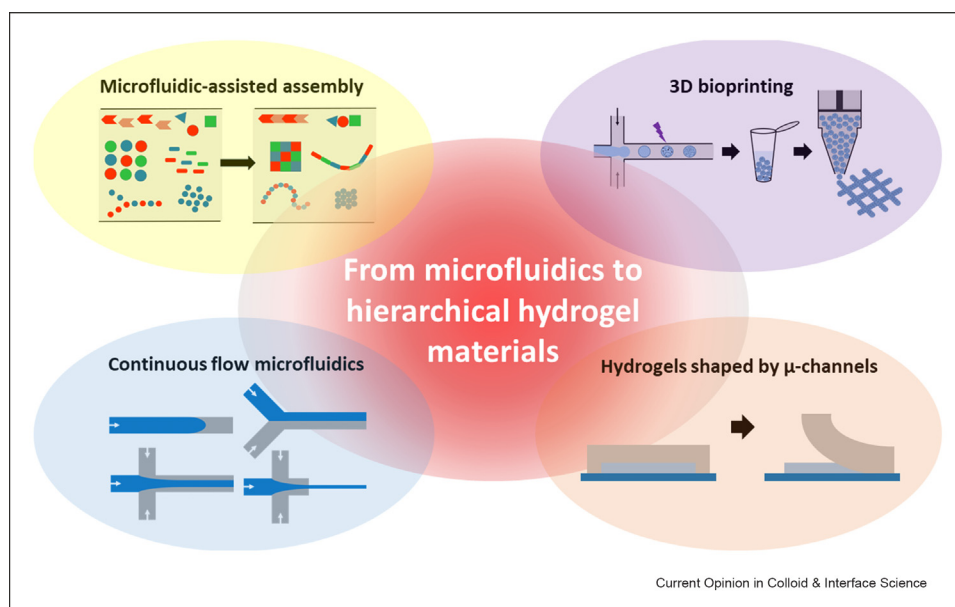 Microfluidic-assisted assembly
3D bioprinting
From microfluidics to
hierarchical hydrogel
materials
Continuous flow microfluidics
Hydrogels shaped by μ-channels
Current Opinion in Colloid & Interface Science